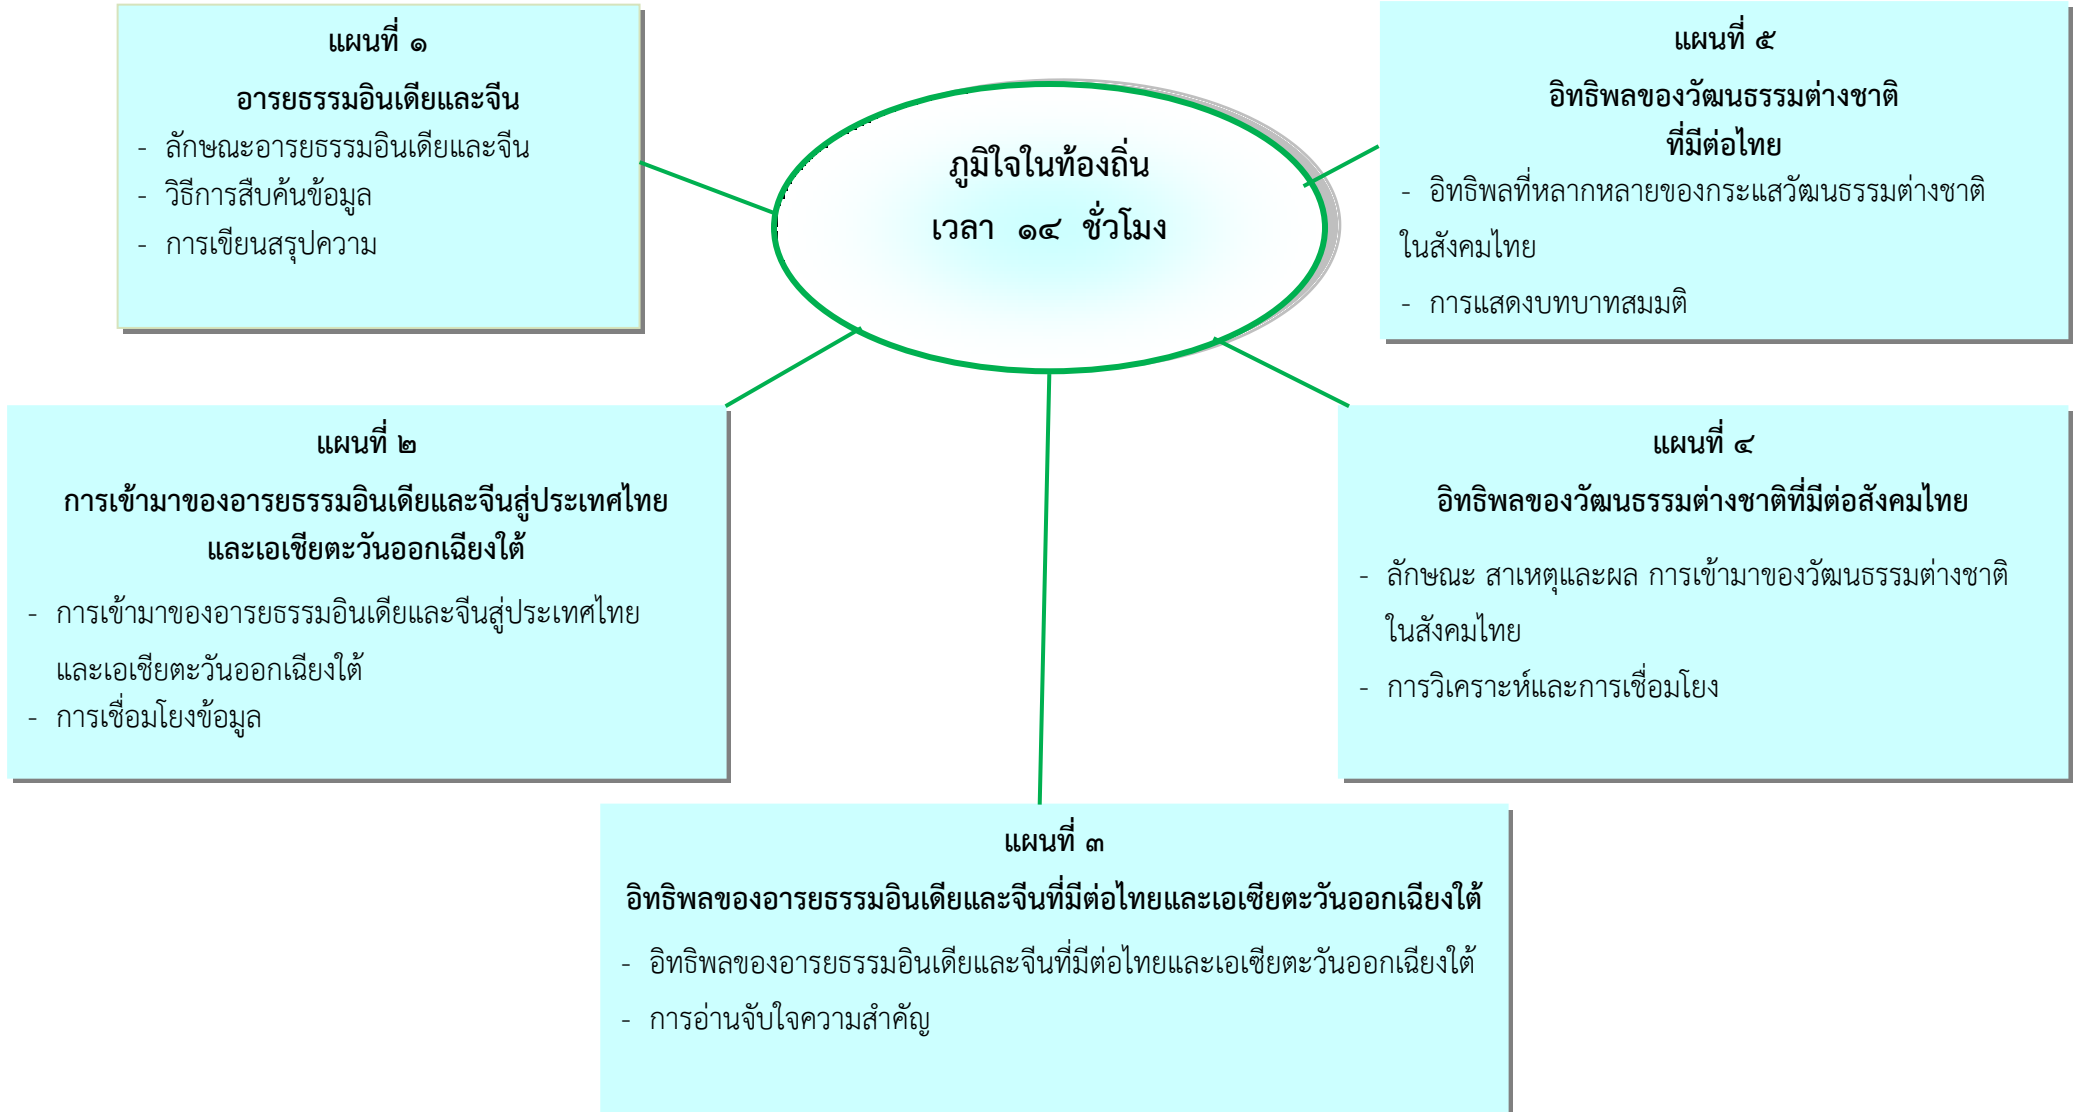 แผนที่ ๑
อารยธรรมอินเดียและจีน
- ลักษณะอารยธรรมอินเดียและจีน
- วิธีการสืบค้นข้อมูล
- การเขียนสรุปความ
ภูมิใจในท้องถิ่น
เวลา ๑๔ ชั่วโมง
แผนที่ ๕
อิทธิพลของวัฒนธรรมต่างชาติ
ที่มีต่อไทย
- อิทธิพลที่หลากหลายของกระแสวัฒนธรรมต่างชาติ
ในสังคมไทย
- การแสดงบทบาทสมมติ
แผนที่ ๒
การเข้ามาของอารยธรรมอินเดียและจีนสู่ประเทศไทย
และเอเชียตะวันออกเฉียงใต้
- การเข้ามาของอารยธรรมอินเดียและจีนสู่ประเทศไทย
และเอเชียตะวันออกเฉียงใต้
- การเชื่อมโยงข้อมูล
แผนที่ ๔
อิทธิพลของวัฒนธรรมต่างชาติที่มีต่อสังคมไทย
- ลักษณะ สาเหตุและผล การเข้ามาของวัฒนธรรมต่างชาติ
ในสังคมไทย
- การวิเคราะห์และการเชื่อมโยง
แผนที่ ๓
อิทธิพลของอารยธรรมอินเดียและจีนที่มีต่อไทยและเอเซียตะวันออกเฉียงใต้
- อิทธิพลของอารยธรรมอินเดียและจีนที่มีต่อไทยและเอเซียตะวันออกเฉียงใต้
- การอ่านจับใจความสำคัญ